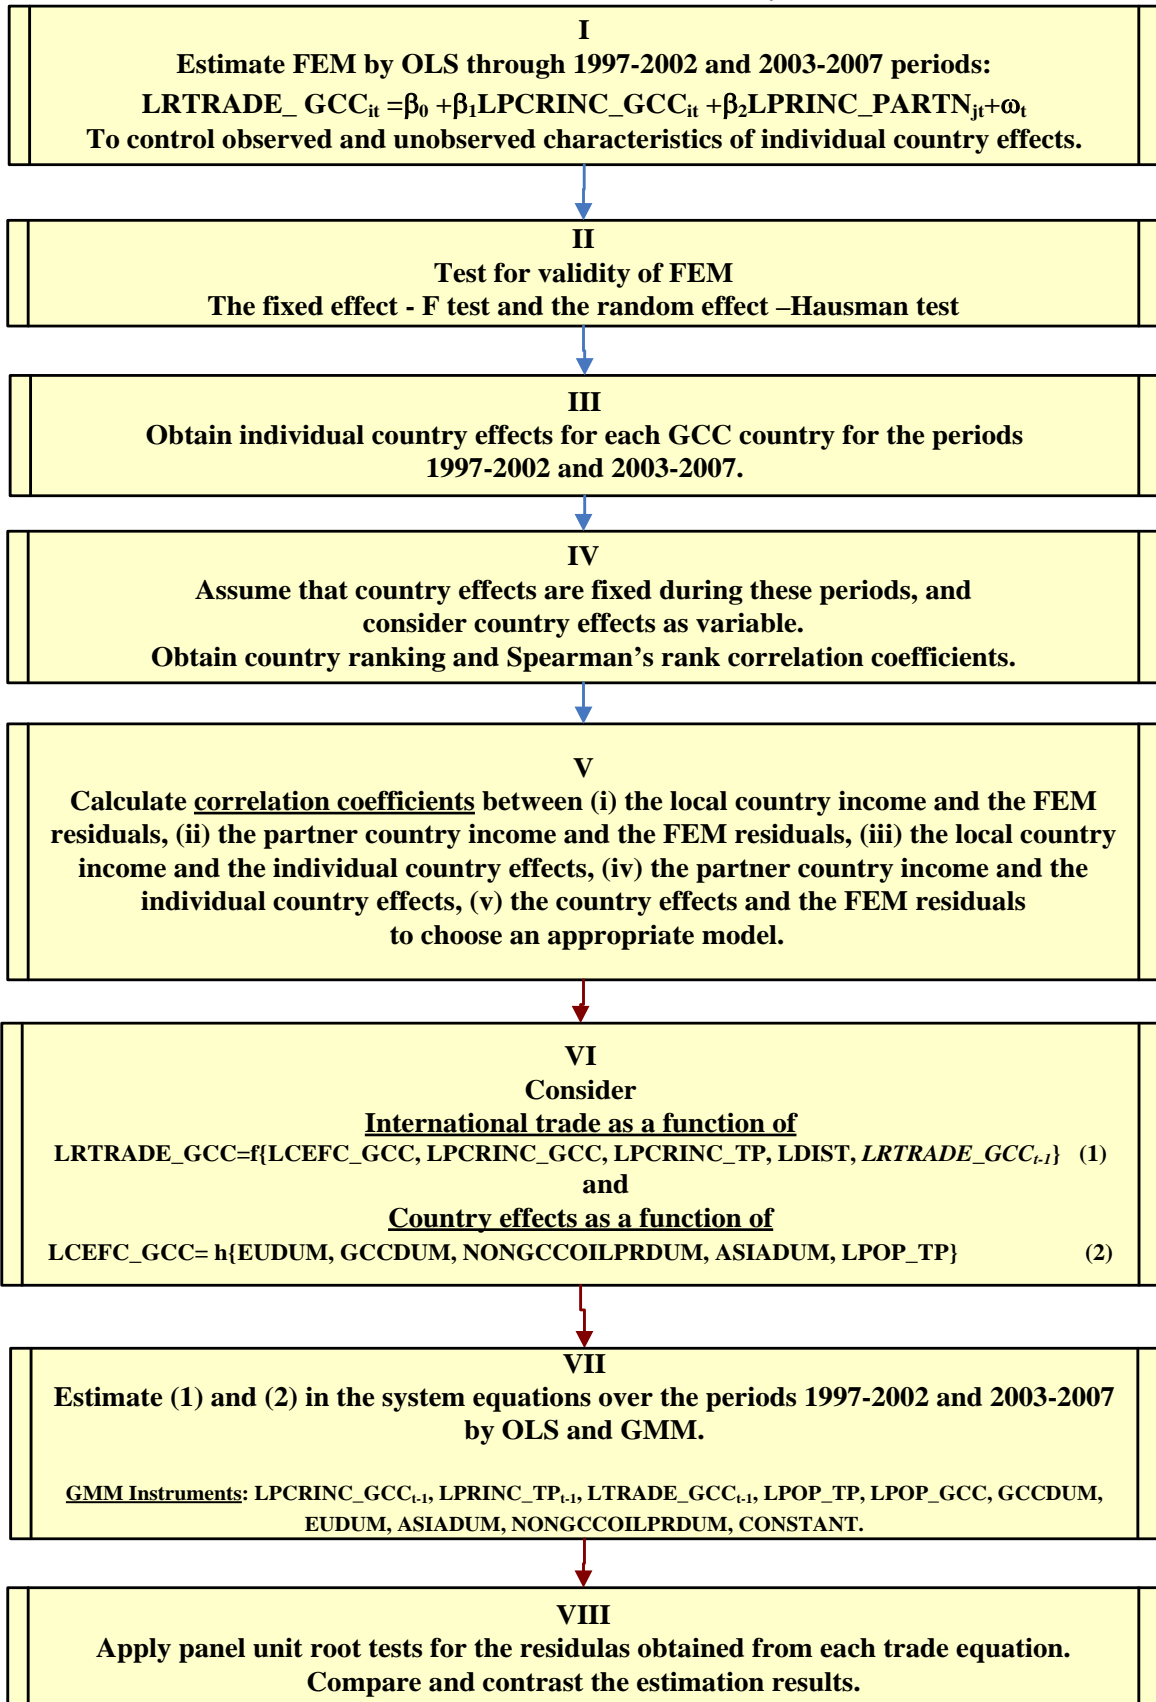 I
Estimate FEM by OLS through 1997-2002 and 2003-2007 periods:
LRTRADE_ GCCit =β0 +β1LPCRINC_GCCit +β2LPRINC_PARTNjt+ωt
To control observed and unobserved characteristics of individual country effects.
II
Test for validity of FEM
The fixed effect - F test and the random effect –Hausman test
III
Obtain individual country effects for each GCC country for the periods
1997-2002 and 2003-2007.
IV
Assume that country effects are fixed during these periods, and
consider country effects as variable.
Obtain country ranking and Spearman’s rank correlation coefficients.
V
Calculate correlation coefficients between (i) the local country income and the FEM
residuals, (ii) the partner country income and the FEM residuals, (iii) the local country
income and the individual country effects, (iv) the partner country income and the
individual country effects, (v) the country effects and the FEM residuals
to choose an appropriate model.
VI
Consider
International trade as a function of
LRTRADE_GCC=f{LCEFC_GCC, LPCRINC_GCC, LPCRINC_TP, LDIST, LRTRADE_GCCt-1} (1)
and
Country effects as a function of
LCEFC_GCC= h{EUDUM, GCCDUM, NONGCCOILPRDUM, ASIADUM, LPOP_TP} (2)
VII
Estimate (1) and (2) in the system equations over the periods 1997-2002 and 2003-2007
by OLS and GMM.
GMM Instruments: LPCRINC_GCCt-1, LPRINC_TPt-1, LTRADE_GCCt-1, LPOP_TP, LPOP_GCC, GCCDUM,
EUDUM, ASIADUM, NONGCCOILPRDUM, CONSTANT.
VIII
Apply panel unit root tests for the residulas obtained from each trade equation.
Compare and contrast the estimation results.